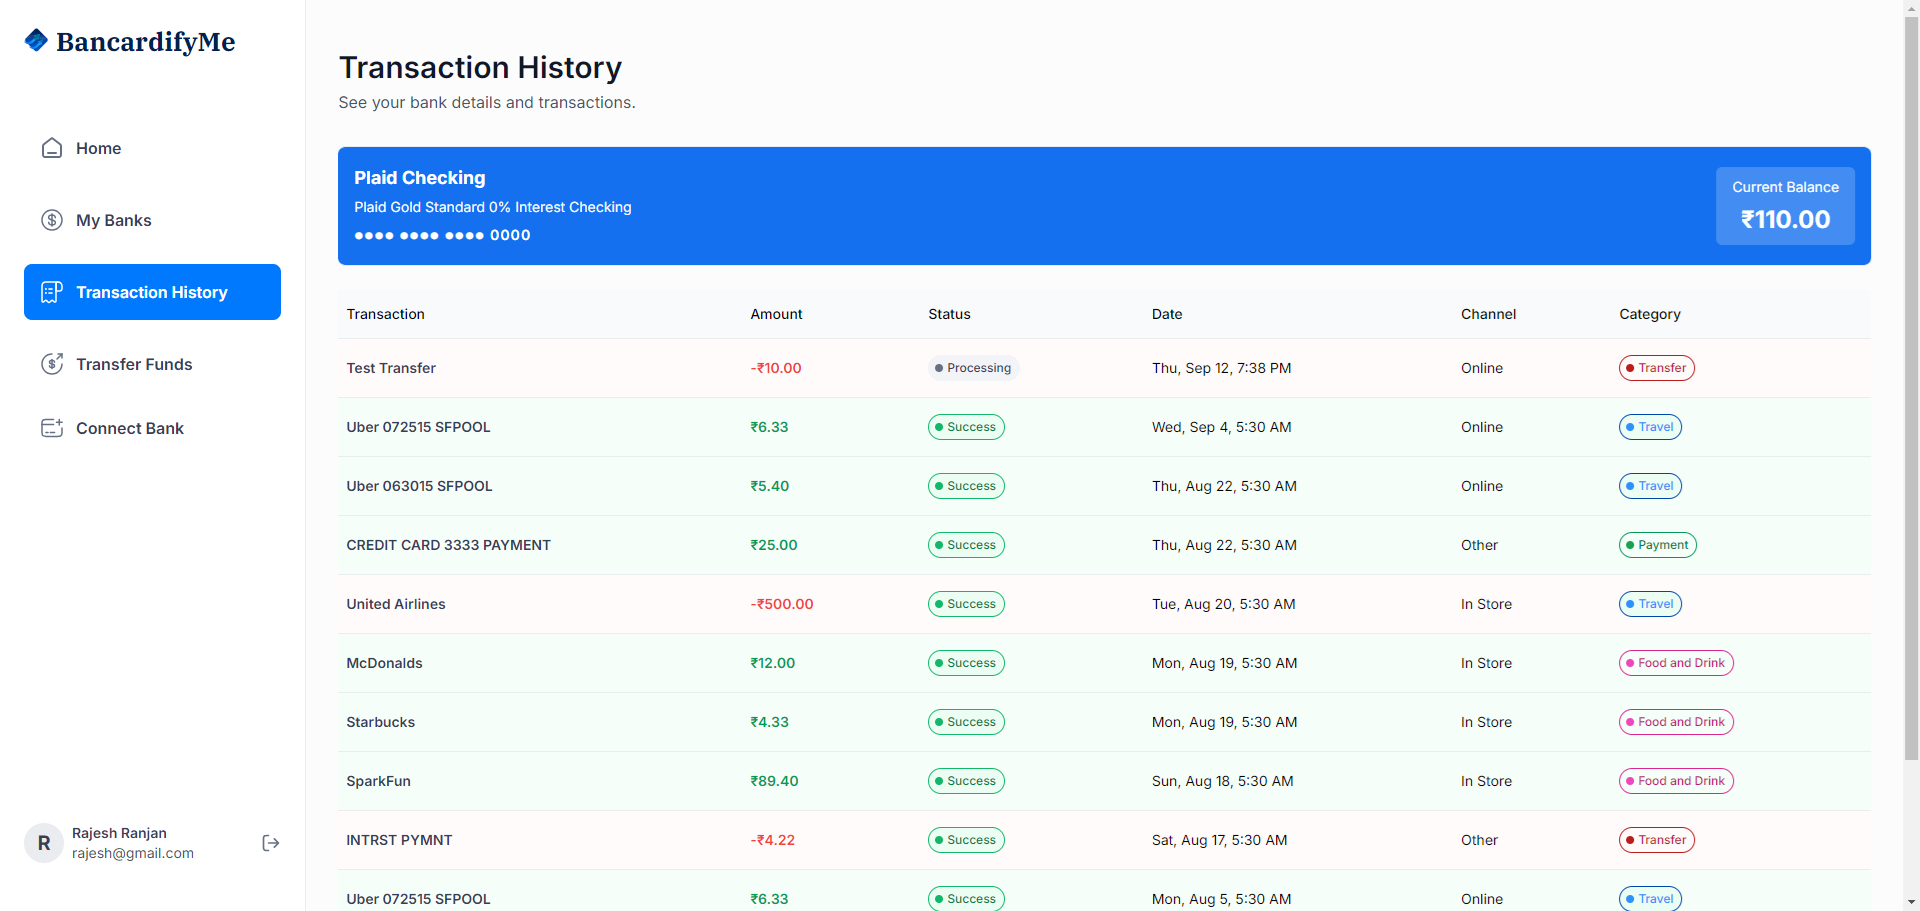 BancardifyMe
Home
My Banks
Transaction History
Transfer Funds
Connect Bank
R
Rajesh Ranjan
rajesh@gmail.com
Transaction History
See your bank details and transactions.
Plaid Checking
Plaid Gold Standard 0% Interest Checking
●●●● ●●●● ●●●● 0000
Current Balance
₹110.00
Transaction Amount Status Date Channel Category
Test Transfer -₹10.00 Processing Thu, Sep 12, 7:38 PM Online Transfer
Uber 072515 SFPOOL ₹6.33 Success Wed, Sep 4, 5:30 AM Online Travel
Uber 063015 SFPOOL ₹5.40 Success Thu, Aug 22, 5:30 AM Online Travel
CREDIT CARD 3333 PAYMENT ₹25.00 Success Thu, Aug 22, 5:30 AM Other Payment
United Airlines -₹500.00 Success Tue, Aug 20, 5:30 AM In Store Travel
McDonalds ₹12.00 Success Mon, Aug 19, 5:30 AM In Store Food and Drink
Starbucks ₹4.33 Success Mon, Aug 19, 5:30 AM In Store Food and Drink
SparkFun ₹89.40 Success Sun, Aug 18, 5:30 AM In Store Food and Drink
INTRST PYMNT -₹4.22 Success Sat, Aug 17, 5:30 AM Other Transfer
Uber 072515 SFPOOL ₹6.33 Success Mon, Aug 5, 5:30 AM Online Travel